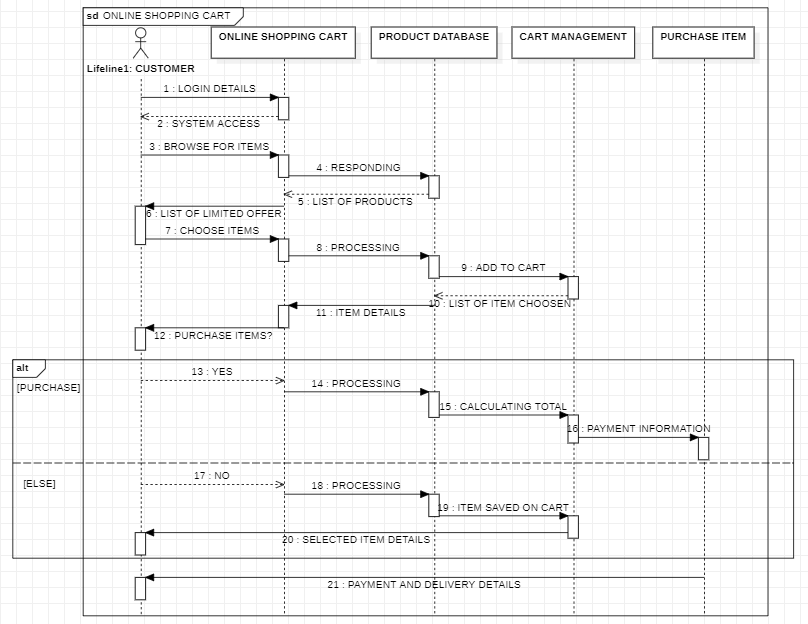 sd ONLINE SHOPPING CART
ONLINE SHOPPING CART
PRODUCT DATABASE
CART MANAGEMENT
PURCHASE ITEM
Lifeline1: CUSTOMER
1 : LOGIN DETAILS
2 : SYSTEM ACCESS
3 : BROWSE FOR ITEMS
4 : RESPONDING
5 : LIST OF PRODUCTS
6 : LIST OF LIMITED OFFER
7 : CHOOSE ITEMS
8 : PROCESSING
9 : ADD TO CART
10 : LIST OF ITEM CHOOSEN
11 : ITEM DETAILS
12 : PURCHASE ITEMS?
alt
[PURCHASE]
13 : YES
14 : PROCESSING
15 : CALCULATING TOTAL
16 : PAYMENT INFORMATION
[ELSE]
17 : NO
18 : PROCESSING
19 : ITEM SAVED ON CART
20 : SELECTED ITEM DETAILS
21 : PAYMENT AND DELIVERY DETAILS